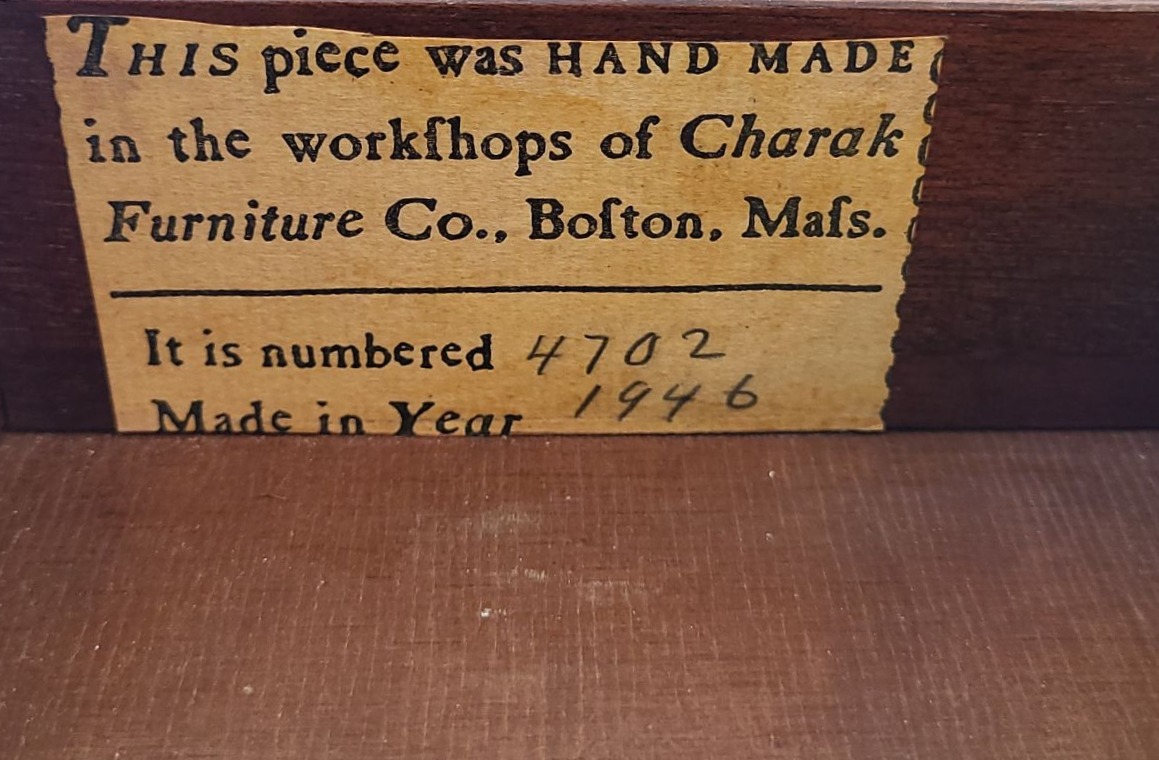 THIS piece was HAND MADE
in the workſhops of Charak
Furniture Co., Boſton, Maſs.
It is numbered 4702
Made in Year 1946